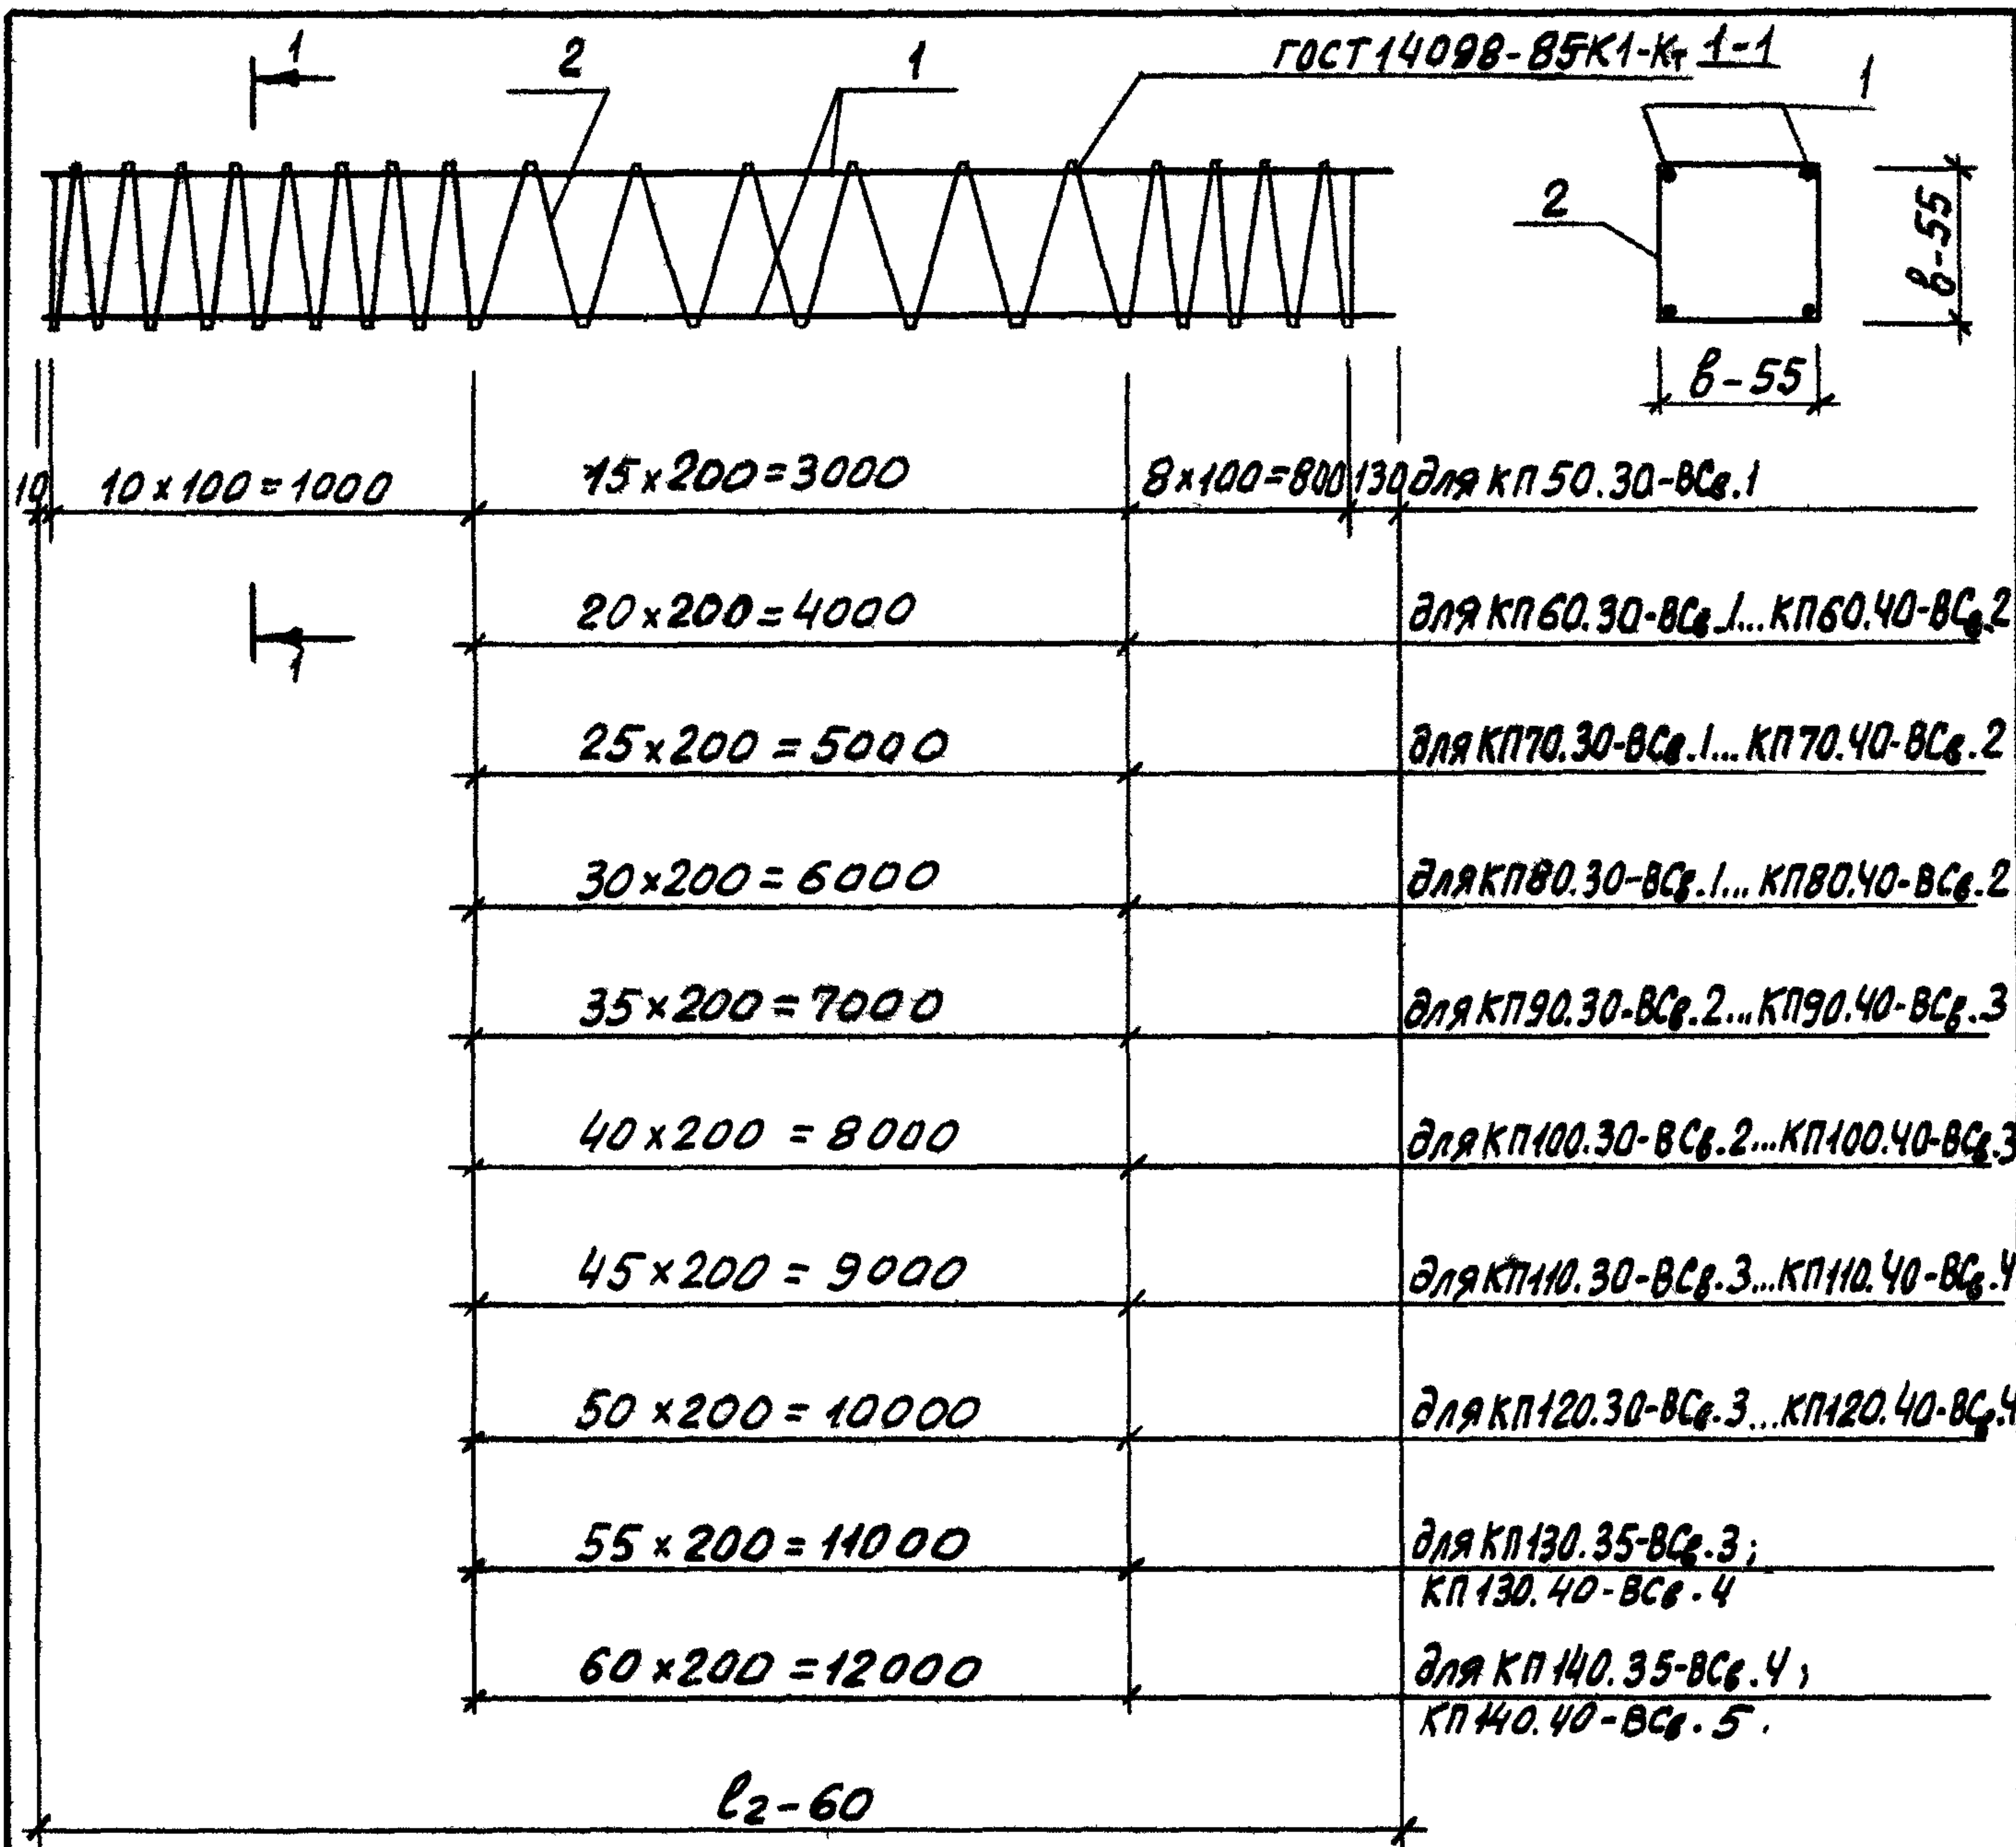 1
2
1
ГОСТ 14098-85К1-Кт 1-1
1
2
в-55
в-55
10
10 x 100 = 1000
15 x 200 = 3000
8 x 100 = 800
130
для КП 50.30-ВСв.1
1
20 x 200 = 4000
для КП60.30-ВСв.1...КП60.40-ВСв.2
25 x 200 = 5000
для КП70.30-ВСв.1...КП70.40-ВСв.2
30 x 200 = 6000
для КП80.30-ВСв.1...КП80.40-ВСв.2
35 x 200 = 7000
для КП90.30-ВСв.2...КП90.40-ВСв.3
40 x 200 = 8000
для КП100.30-ВСв.2...КП100.40-ВСв.3
45 x 200 = 9000
для КП110.30-ВСв.3...КП110.40-ВСв.4
50 x 200 = 10000
для КП120.30-ВСв.3...КП120.40-ВСв.4
55 x 200 = 11000
для КП130.35-ВСв.3;
КП130.40-ВСв.4
60 x 200 = 12000
для КП140.35-ВСв.4;
КП140.40-ВСв.5.
l2-60